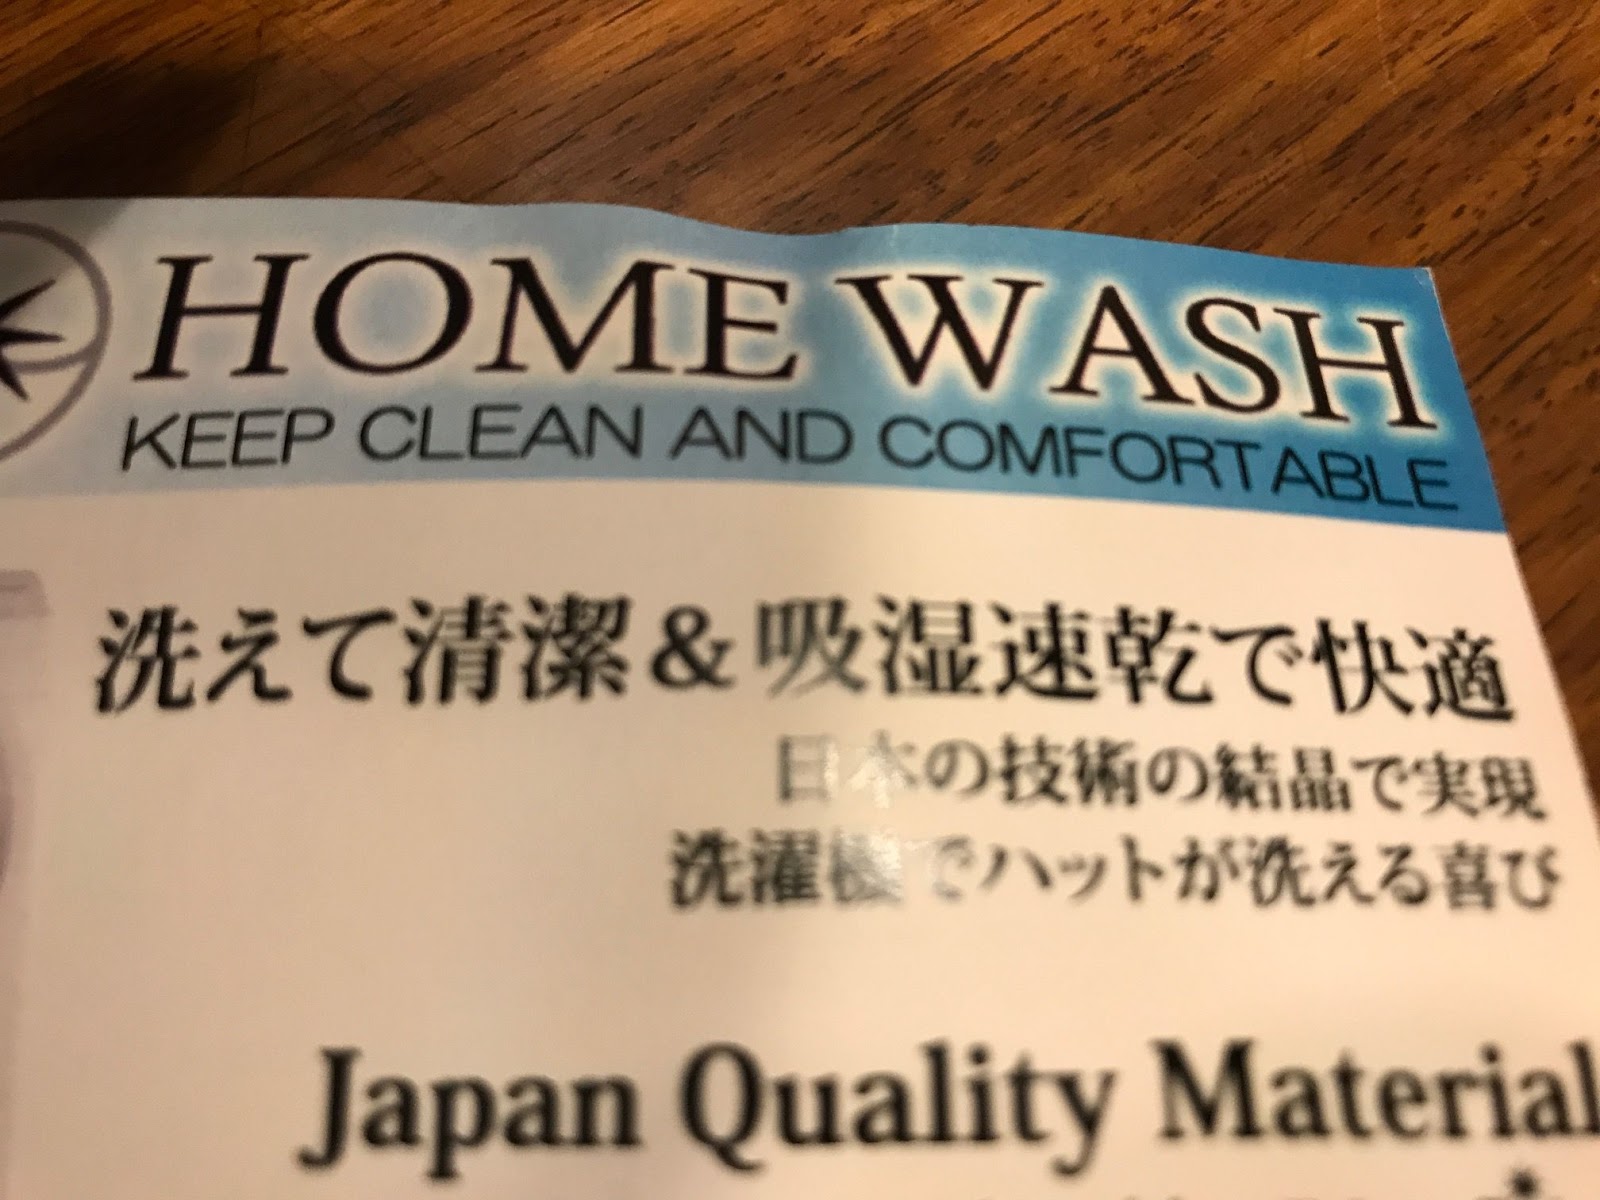 HOME WASH
KEEP CLEAN AND COMFORTABLE
洗えて清潔&吸湿速乾で快適
日本の技術の結晶で実現
洗濯機でハットが洗える喜び
Japan Quality Material